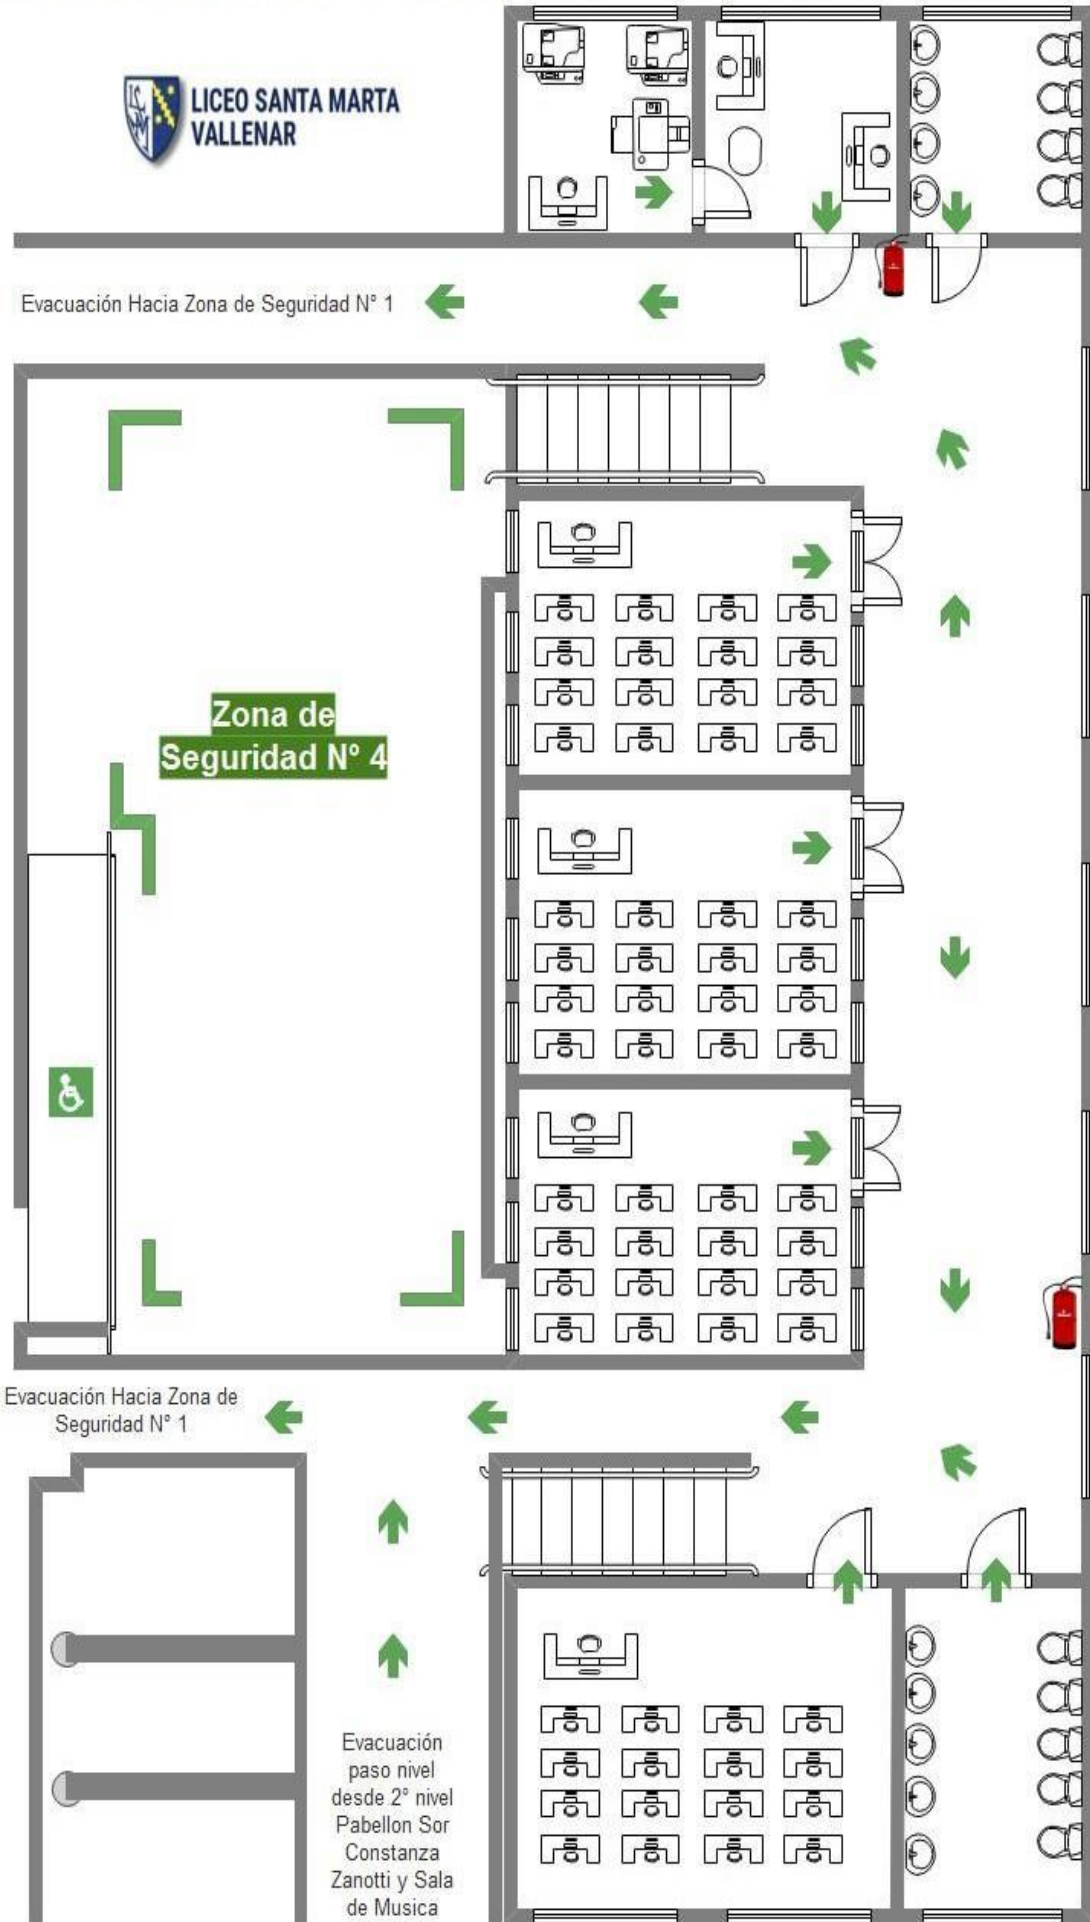 LICEO SANTA MARTA
VALLENAR
Evacuación Hacia Zona de Seguridad N° 1
Zona de
Seguridad Nº 4
Evacuación Hacia Zona de
Seguridad N° 1
Evacuación
paso nivel
desde 2° nivel
Pabellon Sor
Constanza
Zanotti y Sala
de Musica